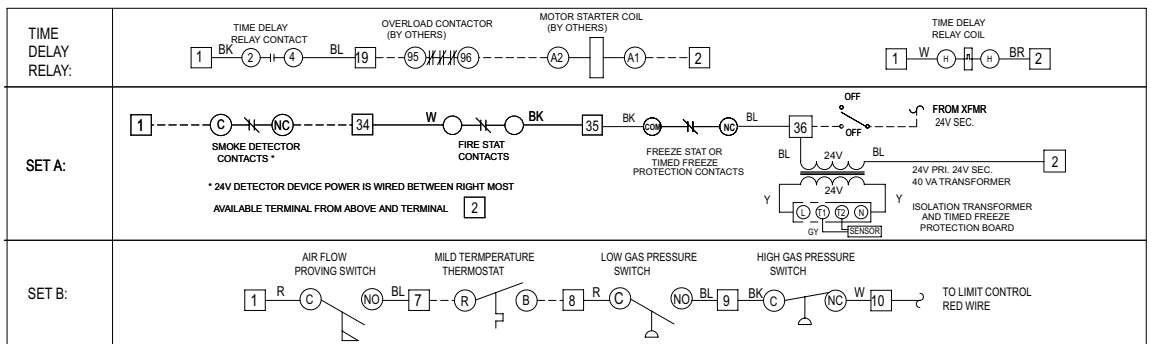 TIME
DELAY
RELAY:
TIME DELAY
RELAY CONTACT
OVERLOAD CONTACTOR
(BY OTHERS)
MOTOR STARTER COIL
(BY OTHERS)
TIME DELAY
RELAY COIL
1 BK 2 4 BL 19 95 96 A2 A1 2
1 W H H BR 2
SET A:
OFF
FROM XFMR
24V SEC.
1 C NC 34 W BK 35 BK COM NC BL 36 OFF
SMOKE DETECTOR
CONTACTS *
FIRE STAT
CONTACTS
FREEZE STAT OR
TIMED FREEZE
PROTECTION CONTACTS
BL 24V BL 2
24V PRI. 24V SEC.
40 VA TRANSFORMER
24V
* 24V DETECTOR DEVICE POWER IS WIRED BETWEEN RIGHT MOST
AVAILABLE TERMINAL FROM ABOVE AND TERMINAL 2
Y Y
L T1 T2 N
GY SENSOR
ISOLATION TRANSFORMER
AND TIMED FREEZE
PROTECTION BOARD
SET B:
AIR FLOW
PROVING SWITCH
MILD TERMPERATURE
THERMOSTAT
LOW GAS PRESSURE
SWITCH
HIGH GAS PRESSURE
SWITCH
1 R C NO BL 7 R B 8 R C NO BL 9 BK C NC W 10
TO LIMIT CONTROL
RED WIRE